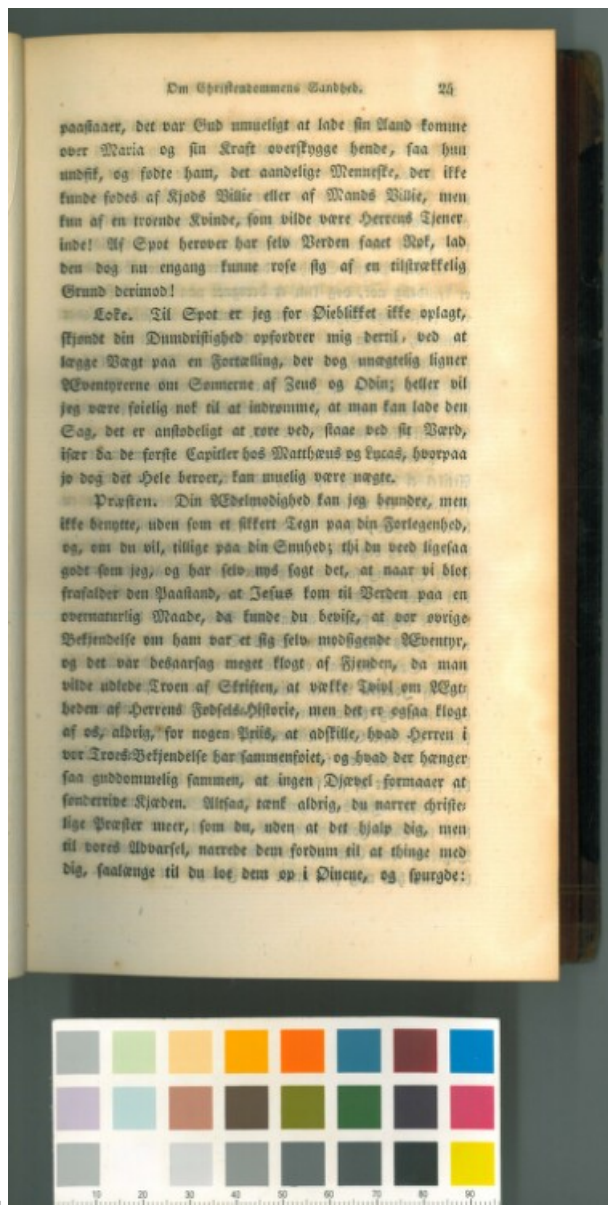 Om Christendommens Sandhed. 25
paastaaer, det var Gud umueligt at lade sin Aand komme
over Maria og sin Kraft overskygge hende, saa hun
undfik, og fødte ham, det aandelige Menneske, der ikke
kunde fødes af Kjøds Villie eller af Mands Villie, men
kun af en troende Kvinde, som vilde være Herrens Tjener
inde! Af Spot herover har selv Verden faaet Nok, lad
den dog nu engang kunne rose sig af en tilstrækkelig
Grund derimod!
Loke. Til Spot er jeg for Øieblikket ikke oplagt,
skjøndt din Dumdristighed opfordrer mig dertil, ved at
lægge Vægt paa en Fortælling, der dog unægtelig ligner
Æventyrerne om Sønnerne af Zeus og Odin; heller vil
jeg være føielig nok til at indrømme, at man kan lade den
Sag, det er anstødeligt at røre ved, staae ved sit Værd,
især da de første Capitler hos Matthæus og Lucas, hvorpaa
jo dog det Hele beroer, kan muelig være uægte.
Præsten. Din Ædelmodighed kan jeg beundre, men
ikke benytte, uden som et sikkert Tegn paa din Forlegenhed,
og, om du vil, tillige paa din Snuhed; thi du veed ligesaa
godt som jeg, og har selv nys sagt det, at naar vi blot
frafalder den Paastand, at Jesus kom til Verden paa en
overnaturlig Maade, da kunde du bevise, at vor øvrige
Bekjendelse om ham var et sig selv modsigende Æventyr,
og det var desaarsag meget klogt af Fjenden, da man
vilde udlede Troen af Skriften, at vække Tvivl om Ægt-
heden af Herrens Fødsels-Historie, men det er ogsaa klogt
af os, aldrig, for nogen Priis, at adskille, hvad Herren i
vor Troes-Bekjendelse har sammenføiet, og hvad der hænger
saa guddommelig sammen, at ingen Djævel formaaer at
sønderrive Kjæden. Altsaa, tænk aldrig, du narrer christe-
lige Præster meer, som du, uden at det hjalp dig, men
til vores Advarsel, narrede dem fordum til at thinge med
dig, saalænge til du loe dem op i Øinene, og spurgde:
10 20 30 40 50 60 70 80 90